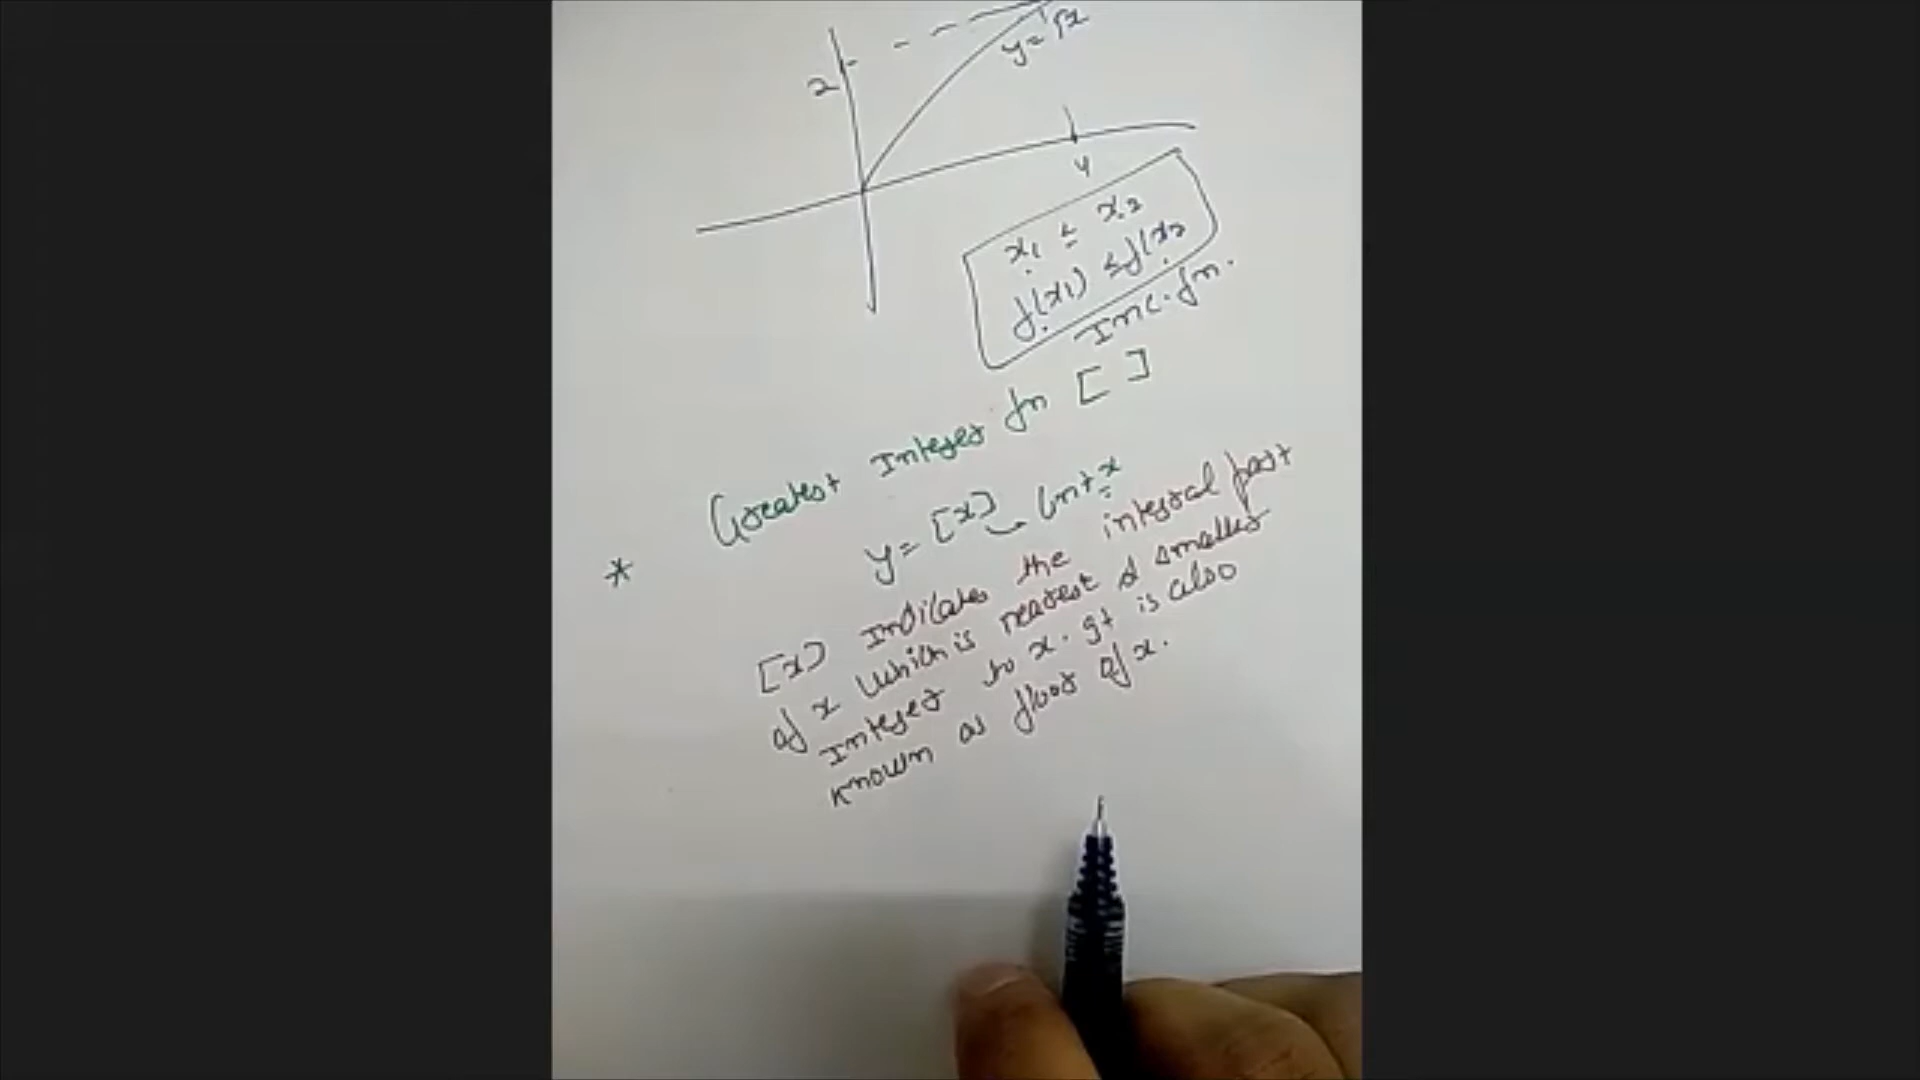 2
y = √x
4
x₁ ≤ x₂
f(x₁) ≤ f(x₂
Inc. fn.
Greatest Integer fn [ ]
y = [x] Int x
*
[x] Indicates the integral part
of x which is nearest & smaller
Integer to x. It is also
known as floor of x.